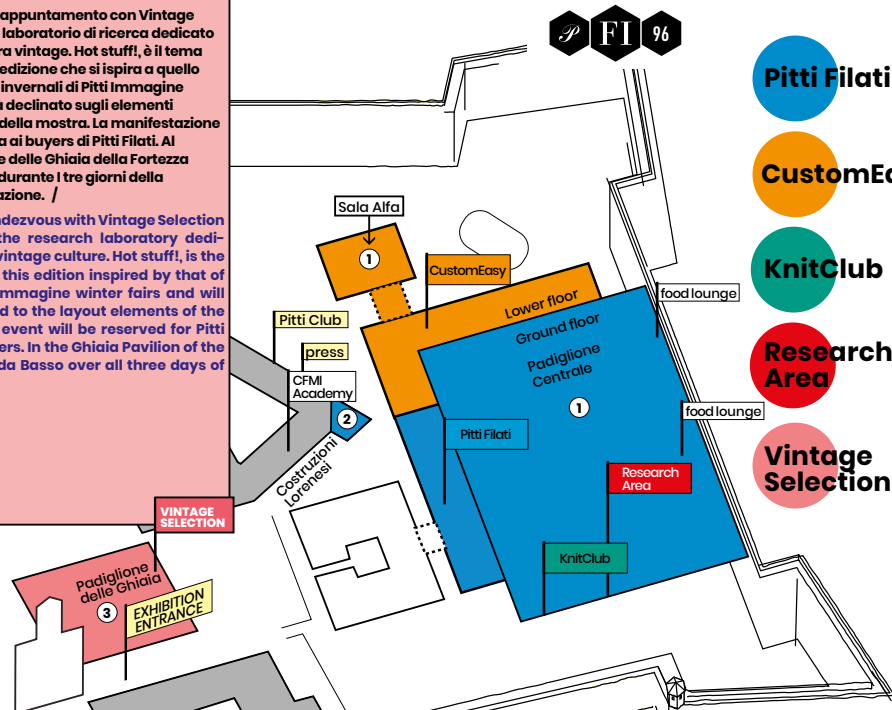 appuntamento con Vintage
laboratorio di ricerca dedicato
ra vintage. Hot stuff!, è il tema
edizione che si ispira a quello
invernali di Pitti Immagine
a declinato sugli elementi
della mostra. La manifestazione
a ai buyers di Pitti Filati. Al
e delle Ghiaia della Fortezza
durante I tre giorni della
azione. /
ndezvous with Vintage Selection
the research laboratory dedi-
vintage culture. Hot stuff!, is the
this edition inspired by that of
mmagine winter fairs and will
d to the layout elements of the
event will be reserved for Pitti
ers. In the Ghiaia Pavilion of the
da Basso over all three days of
P FI 96
Pitti Filati
CustomEa
KnitClub
Research
Area
Vintage
Selection
Sala Alfa
1
CustomEasy
Lower floor
Ground floor
Padiglione
Centrale
1
food lounge
food lounge
Pitti Club
press
CFMI
Academy
2
Costruzioni
Lorenesi
Pitti Filati
Research
Area
KnitClub
VINTAGE
SELECTION
Padiglione
delle Ghiaia
3
EXHIBITION
ENTRANCE